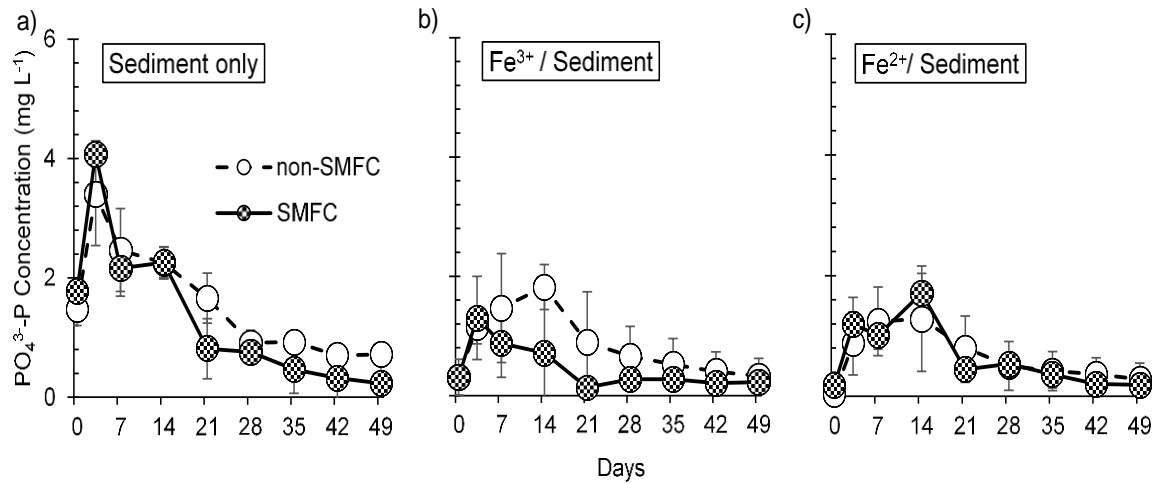 a)
b)
c)
Sediment only
Fe³⁺ / Sediment
Fe²⁺/ Sediment
PO₄³⁻-P Concentration (mg L⁻¹)
6
4
2
0
non-SMFC
SMFC
0 7 14 21 28 35 42 49
0 7 14 21 28 35 42 49
0 7 14 21 28 35 42 49
Days